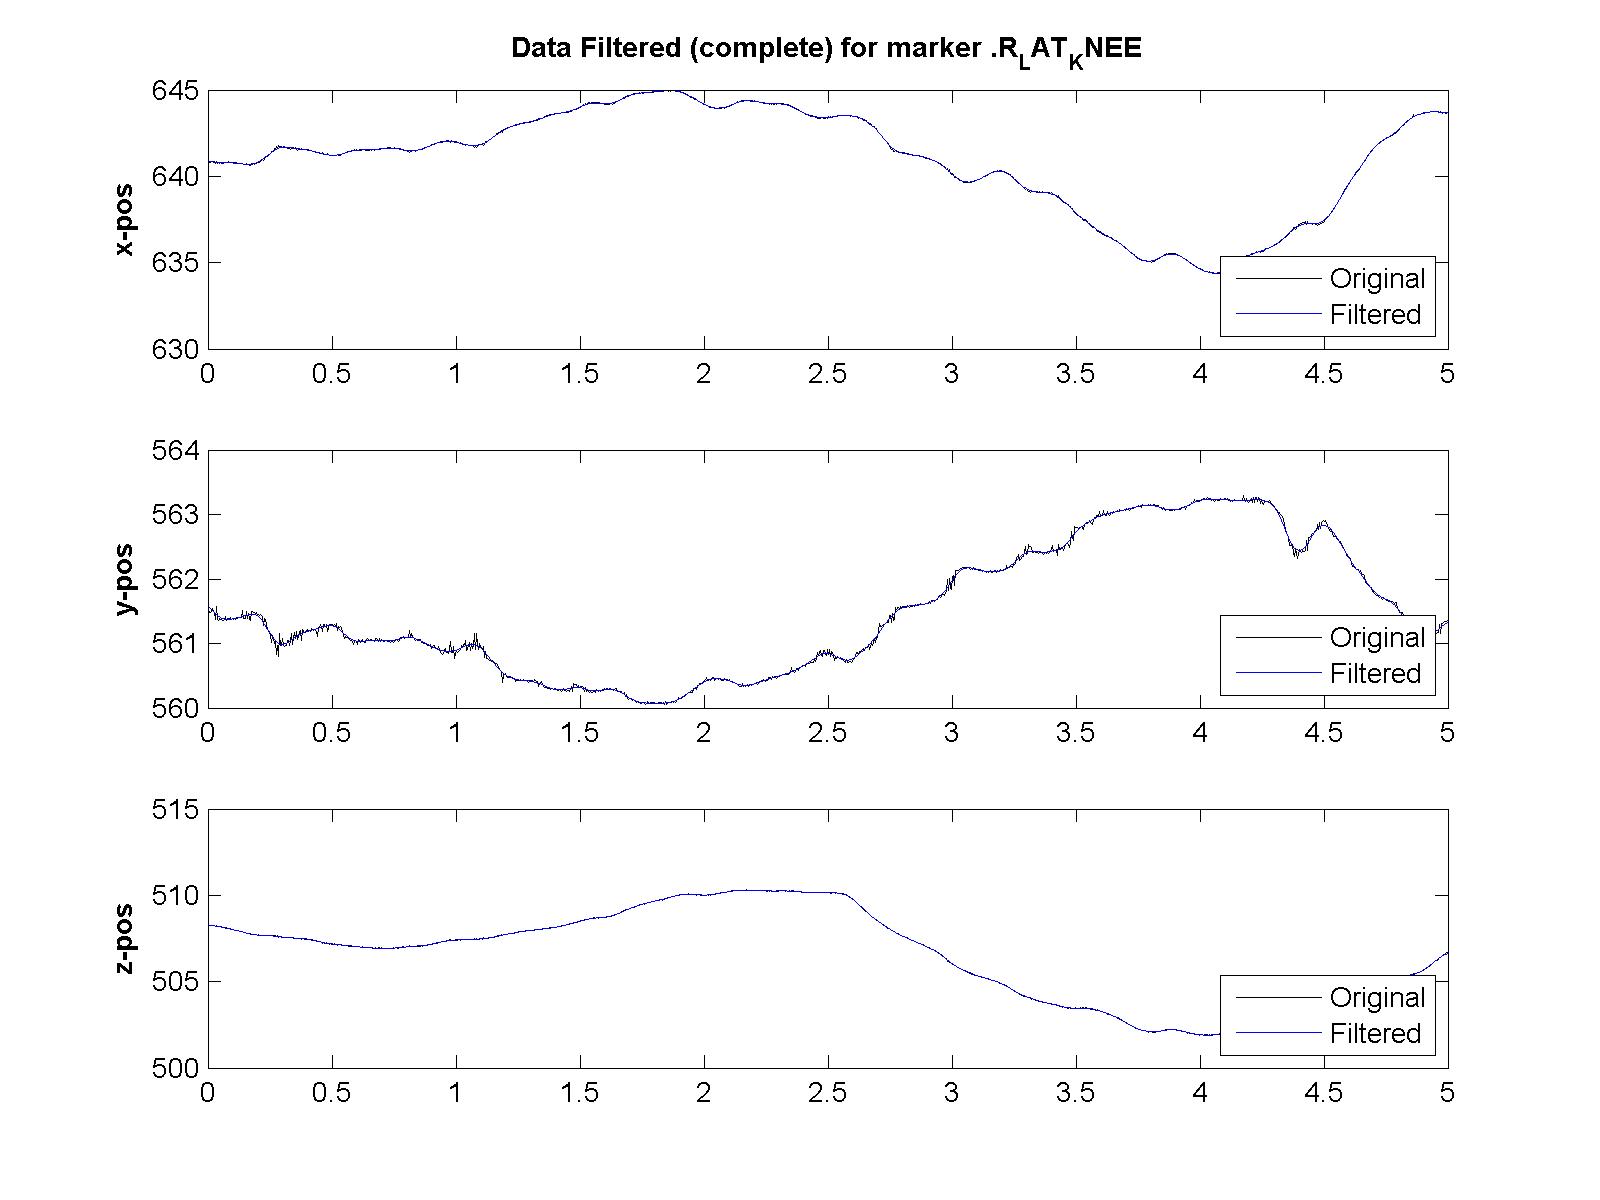 Data Filtered (complete) for marker .R_LAT_KNEE
645
640
635
630
x-pos
0 0.5 1 1.5 2 2.5 3 3.5 4 4.5 5
Original
Filtered
564
563
562
561
560
y-pos
0 0.5 1 1.5 2 2.5 3 3.5 4 4.5 5
Original
Filtered
515
510
505
500
z-pos
0 0.5 1 1.5 2 2.5 3 3.5 4 4.5 5
Original
Filtered